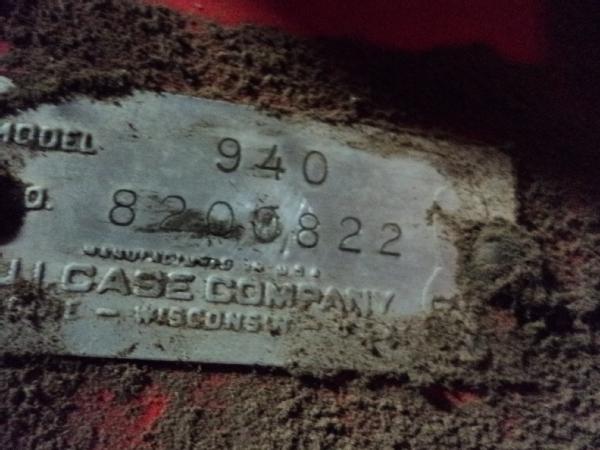 MODEL 940
O. 8200822
MANUFACTURED IN U.S.A.
J.I. CASE COMPANY
WISCONSIN